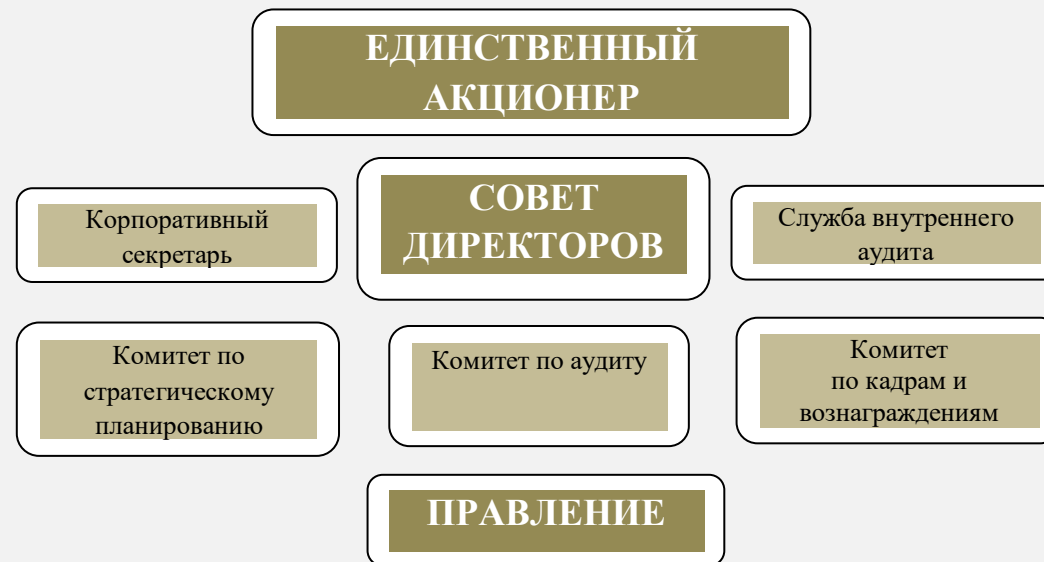 ЕДИНСТВЕННЫЙ
АКЦИОНЕР
СОВЕТ
ДИРЕКТОРОВ
Корпоративный
секретарь
Служба внутреннего
аудита
Комитет по
стратегическому
планированию
Комитет по аудиту
Комитет
по кадрам и
вознаграждениям
ПРАВЛЕНИЕ